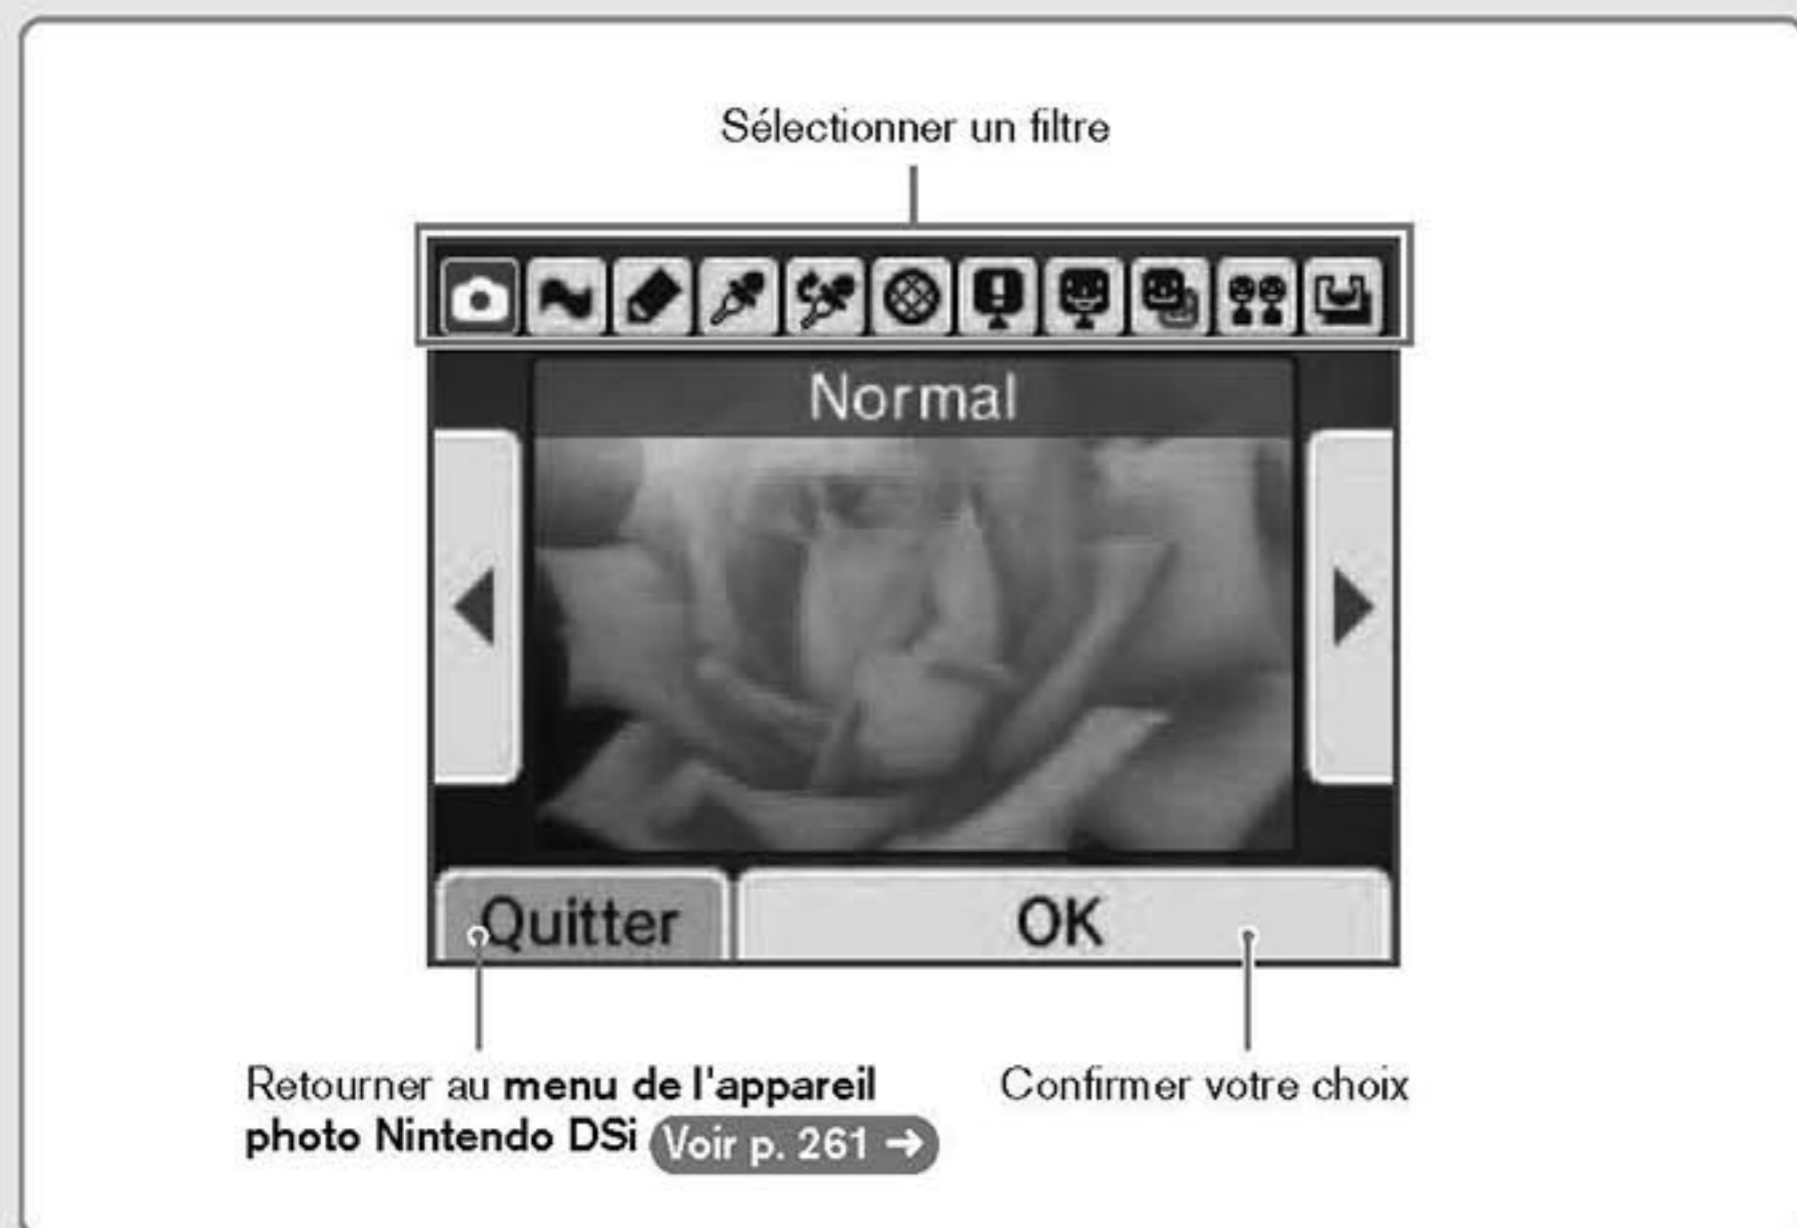 Sélectionner un filtre
Normal
Quitter
OK
Retourner au menu de l'appareil
photo Nintendo DSi Voir p. 261 →
Confirmer votre choix